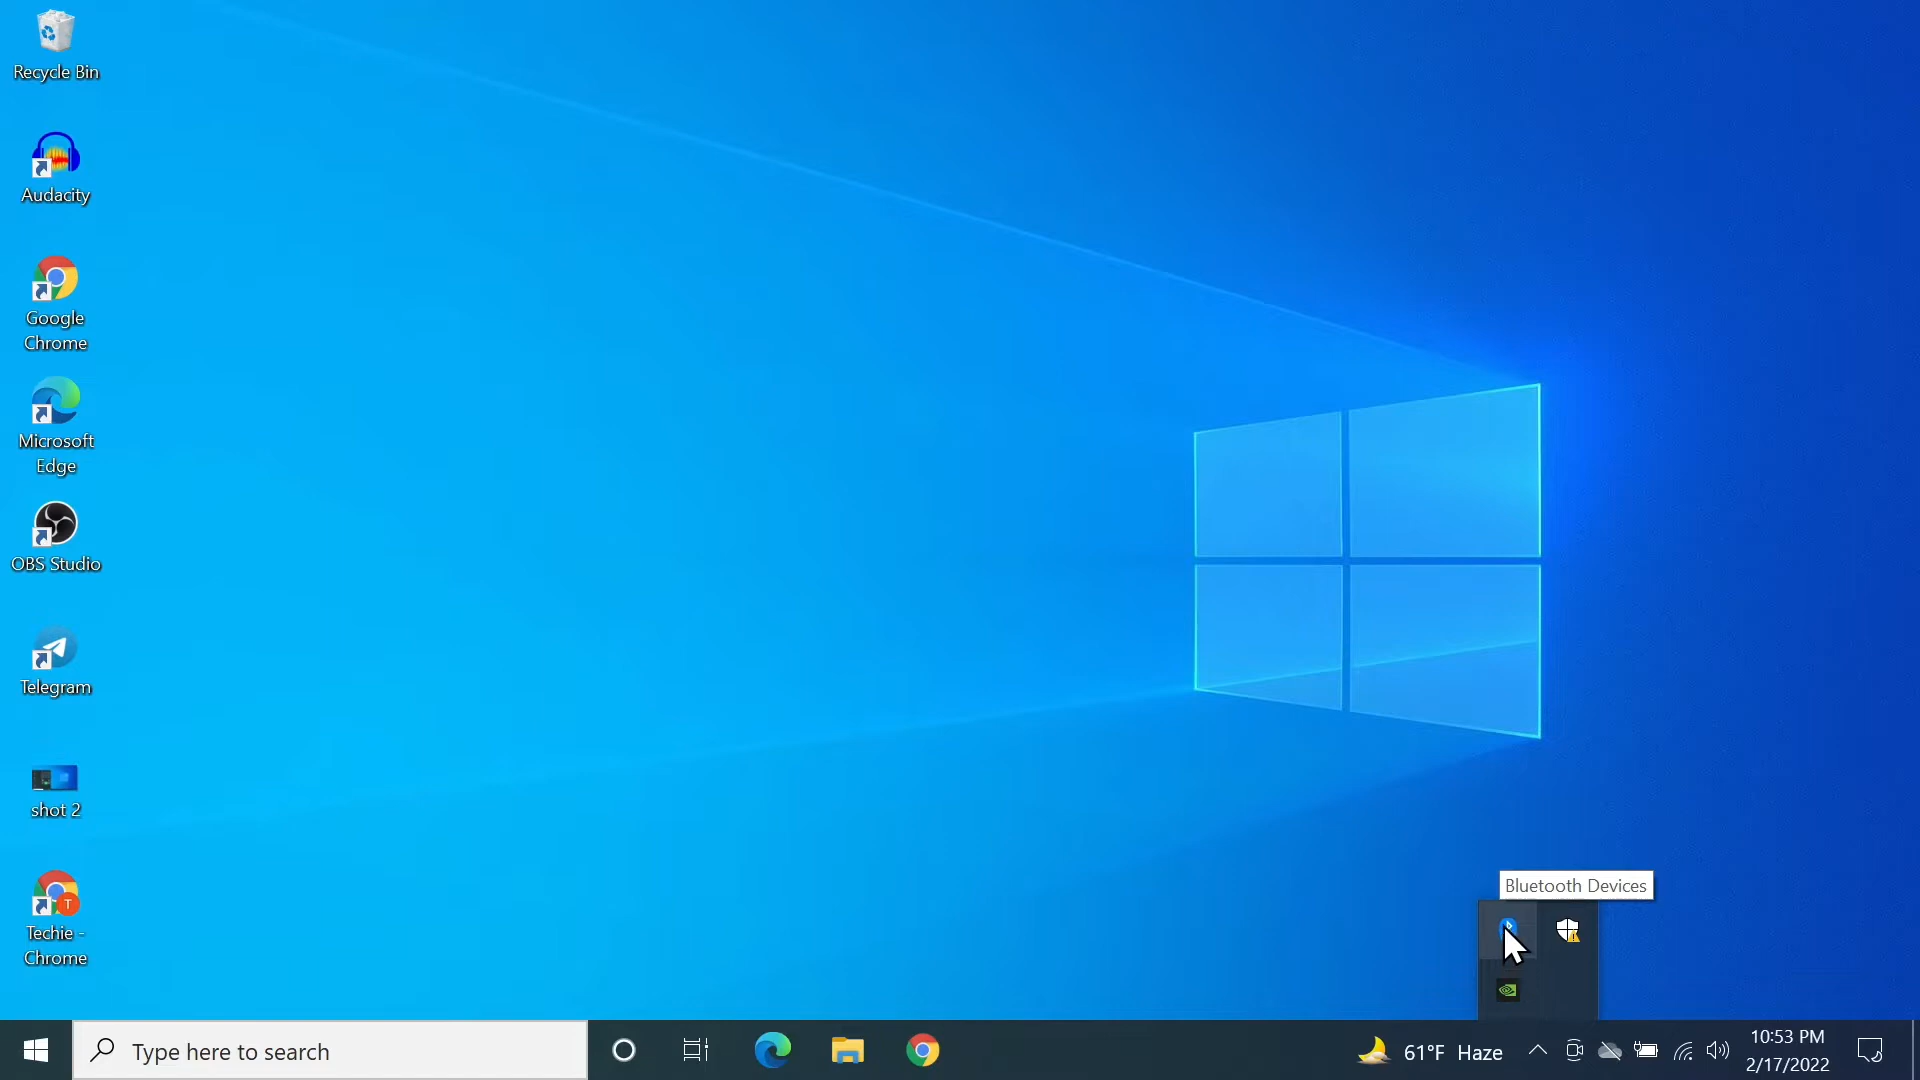 Recycle Bin
Audacity
Google
Chrome
Microsoft
Edge
OBS Studio
Telegram
shot 2
T
Techie -
Chrome
Bluetooth Devices
Type here to search
61°F Haze
10:53 PM
2/17/2022